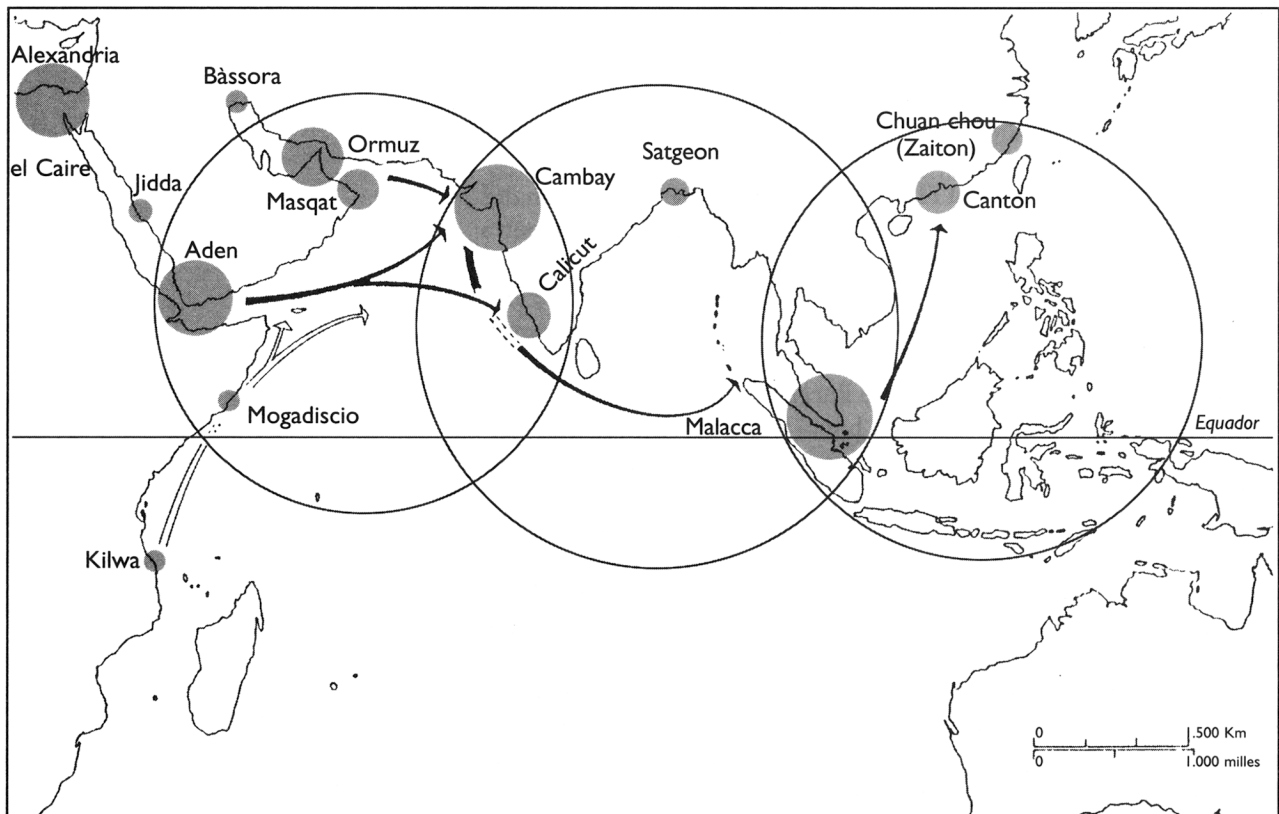 Alexandria
el Caire
Bàssora
Ormuz
Masqat
Jidda
Aden
Mogadiscio
Kilwa
Cambay
Calicut
Satgeon
Malacca
Chuan chou
(Zaiton)
Canton
Equador
0 .500 Km
0 1.000 milles